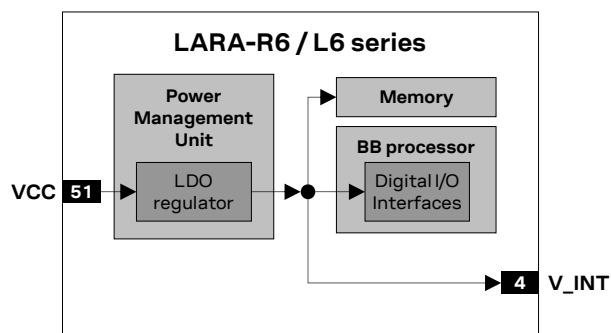 LARA-R6 / L6 series
Power
Management
Unit
Memory
BB processor
VCC 51
LDO
regulator
Digital I/O
Interfaces
4 V_INT